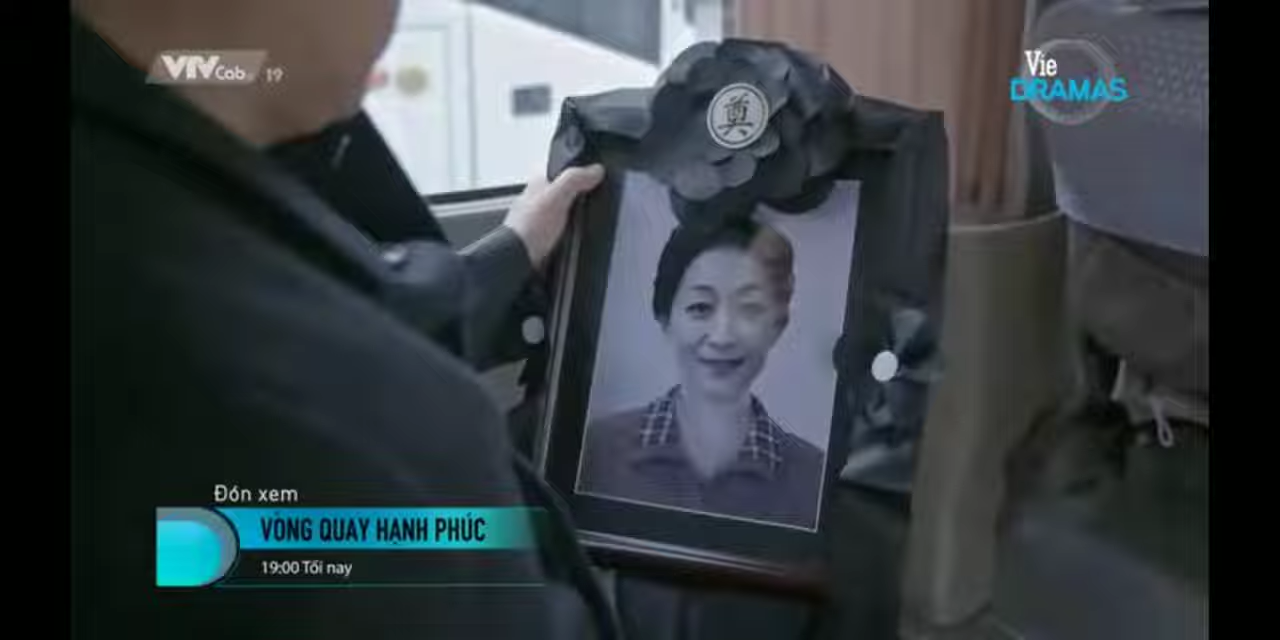 VTVCab 19
Vie
DRAMAS
奠
Đón xem
VÒNG QUAY HẠNH PHÚC
19:00 Tối nay